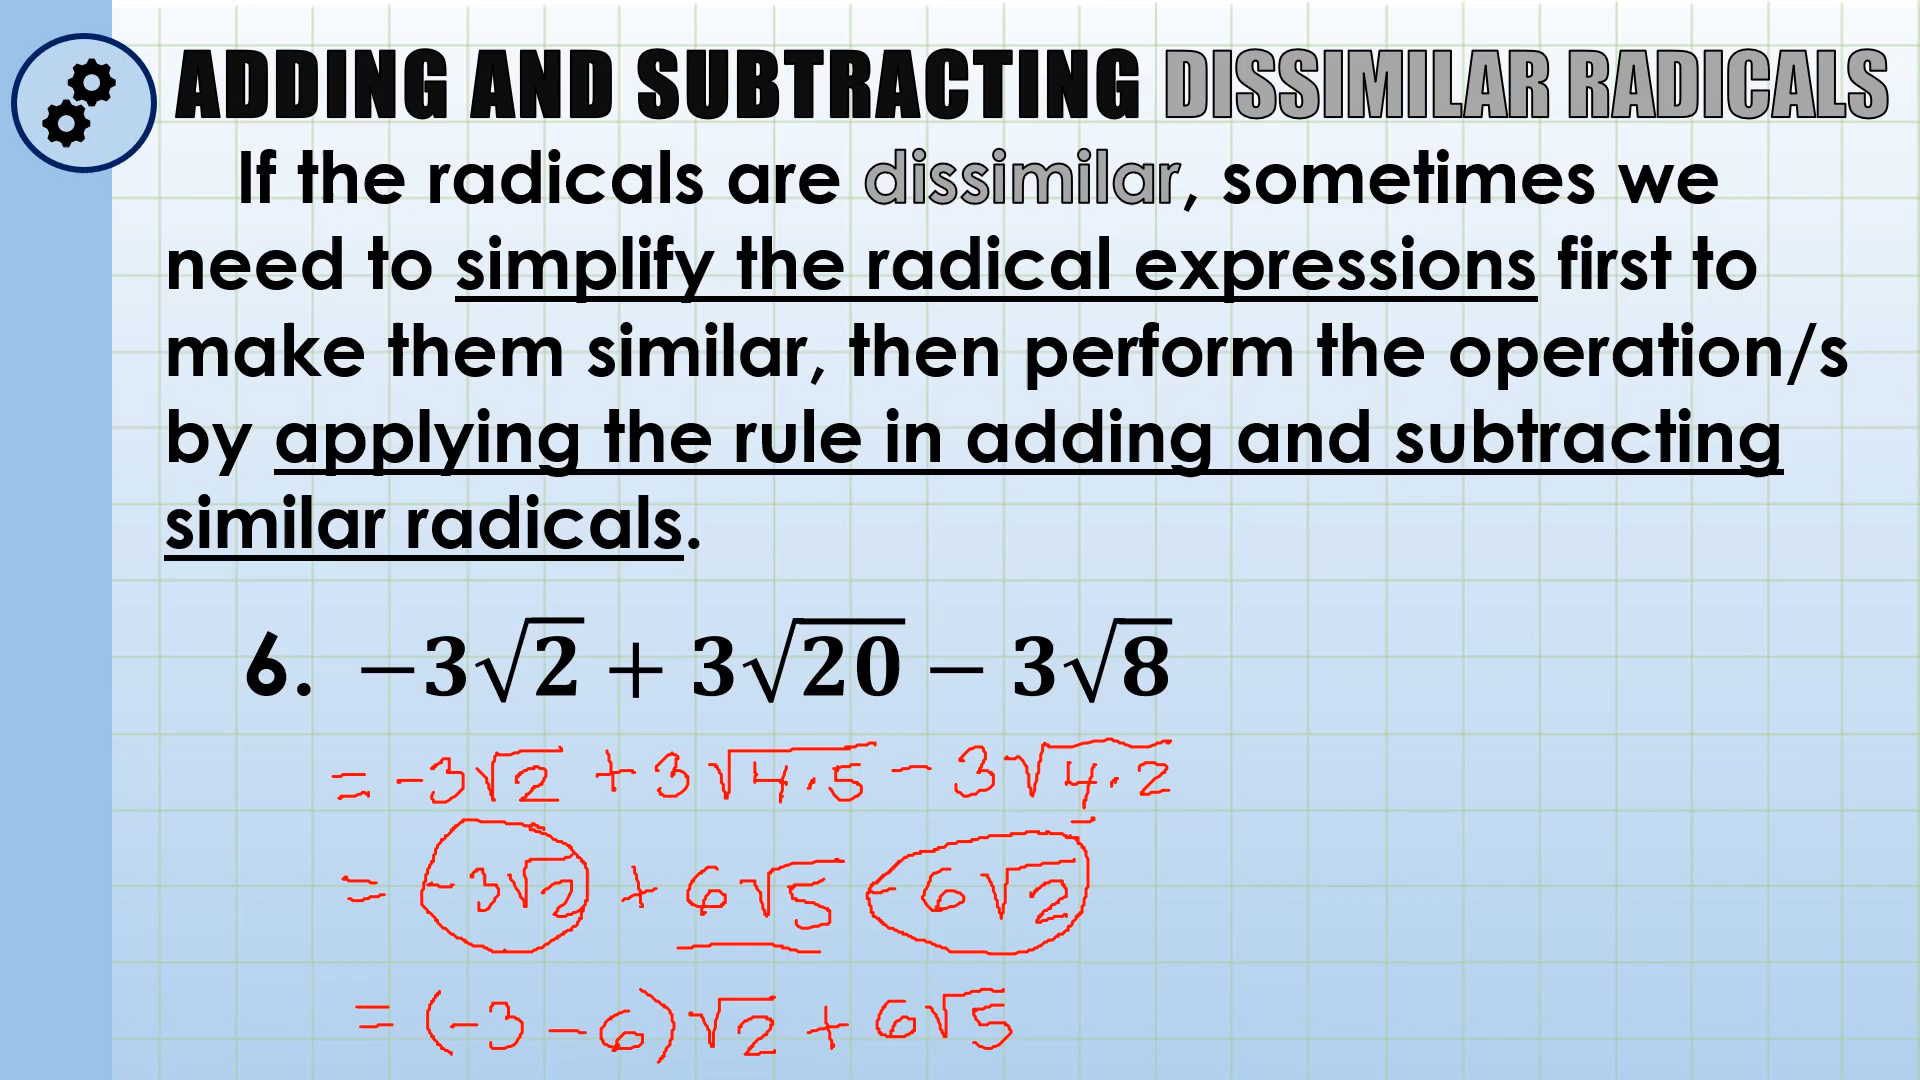 ADDING AND SUBTRACTING DISSIMILAR RADICALS
If the radicals are dissimilar, sometimes we
need to simplify the radical expressions first to
make them similar, then perform the operation/s
by applying the rule in adding and subtracting
similar radicals.
6. −3√2 + 3√20 − 3√8
= -3√2 + 3√4·5 - 3√4·2
= -3√2 + 6√5 - 6√2
= (-3 - 6)√2 + 6√5